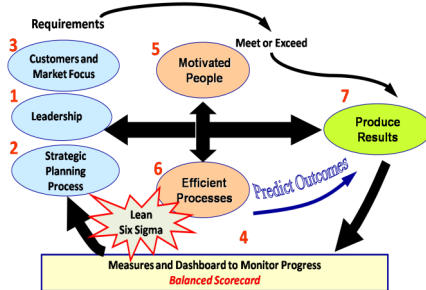 Requirements
3
Customers and
Market Focus
5
Motivated
People
Meet or Exceed
7
Produce
Results
1
Leadership
2
Strategic
Planning
Process
6
Efficient
Processes
Predict Outcomes
Lean
Six Sigma
4
Measures and Dashboard to Monitor Progress
Balanced Scorecard